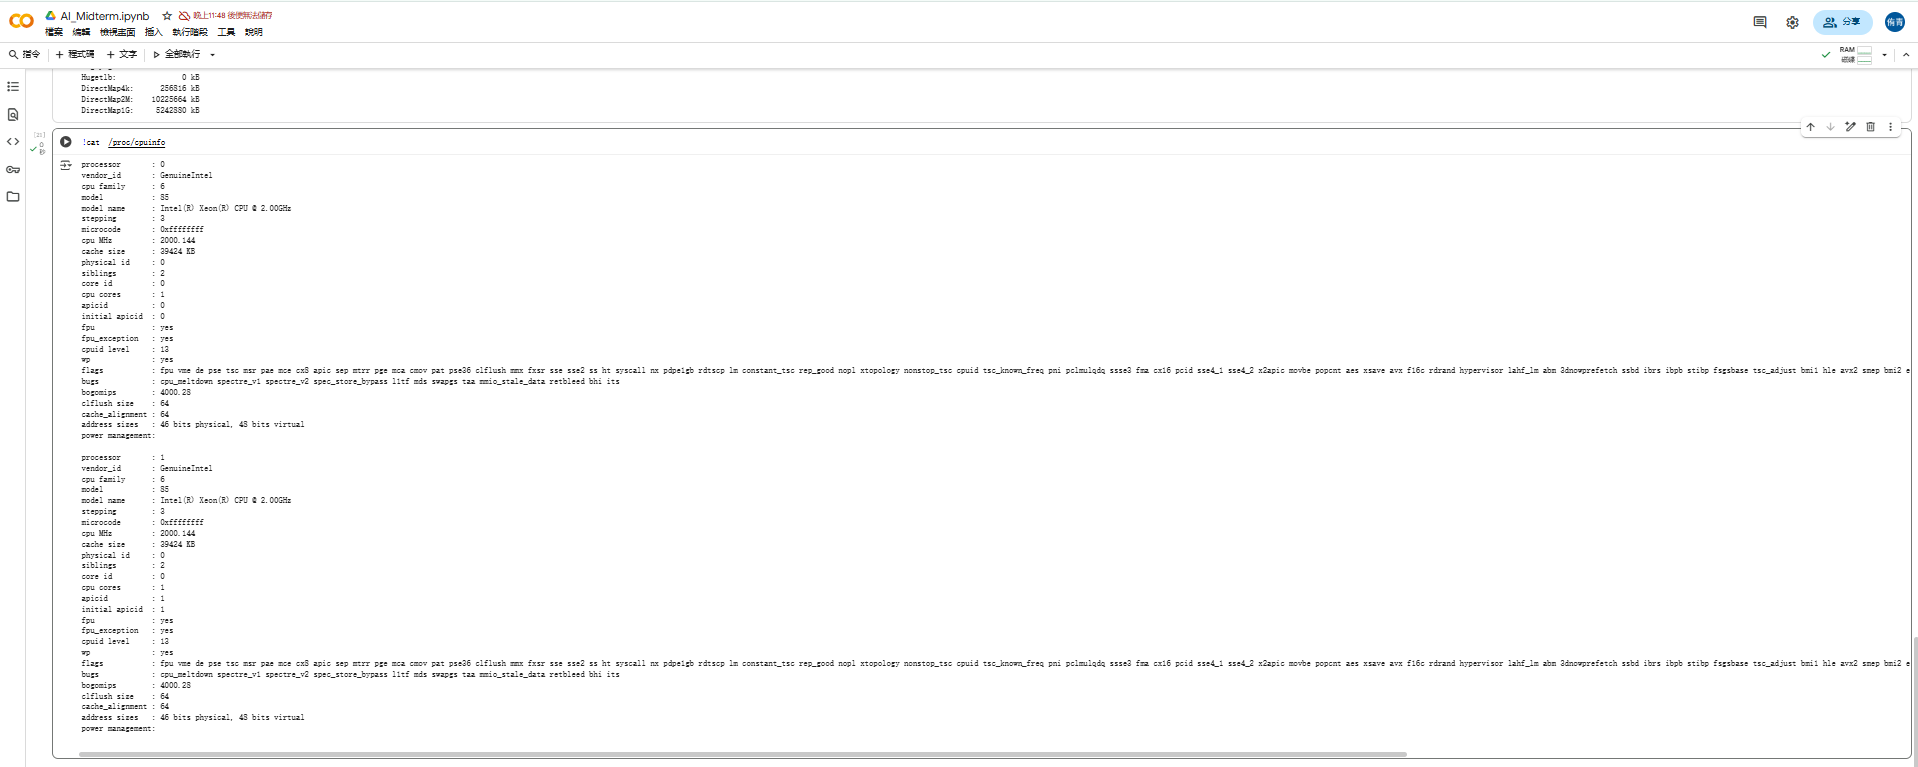 AI_Midterm.ipynb 晚上11:48 後便無法儲存
檔案 編輯 檢視畫面 插入 執行階段 工具 說明
分享
侑青
指令 + 程式碼 + 文字 全部執行
RAM
磁碟
Hugetlb: 0 kB
DirectMap4k: 256816 kB
DirectMap2M: 10225664 kB
DirectMap1G: 5242880 kB
[21]
0
秒
!cat /proc/cpuinfo
processor : 0
vendor_id : GenuineIntel
cpu family : 6
model : 85
model name : Intel(R) Xeon(R) CPU @ 2.00GHz
stepping : 3
microcode : 0xffffffff
cpu MHz : 2000.144
cache size : 39424 KB
physical id : 0
siblings : 2
core id : 0
cpu cores : 1
apicid : 0
initial apicid : 0
fpu : yes
fpu_exception : yes
cpuid level : 13
wp : yes
flags : fpu vme de pse tsc msr pae mce cx8 apic sep mtrr pge mca cmov pat pse36 clflush mmx fxsr sse sse2 ss ht syscall nx pdpe1gb rdtscp lm constant_tsc rep_good nopl xtopology nonstop_tsc cpuid tsc_known_freq pni pclmulqdq ssse3 fma cx16 pcid sse4_1 sse4_2 x2apic movbe popcnt aes xsave avx f16c rdrand hypervisor lahf_lm abm 3dnowprefetch ssbd ibrs ibpb stibp fsgsbase tsc_adjust bmi1 hle avx2 smep bmi2 e
bugs : cpu_meltdown spectre_v1 spectre_v2 spec_store_bypass l1tf mds swapgs taa mmio_stale_data retbleed bhi its
bogomips : 4000.28
clflush size : 64
cache_alignment : 64
address sizes : 46 bits physical, 48 bits virtual
power management:
processor : 1
vendor_id : GenuineIntel
cpu family : 6
model : 85
model name : Intel(R) Xeon(R) CPU @ 2.00GHz
stepping : 3
microcode : 0xffffffff
cpu MHz : 2000.144
cache size : 39424 KB
physical id : 0
siblings : 2
core id : 0
cpu cores : 1
apicid : 1
initial apicid : 1
fpu : yes
fpu_exception : yes
cpuid level : 13
wp : yes
flags : fpu vme de pse tsc msr pae mce cx8 apic sep mtrr pge mca cmov pat pse36 clflush mmx fxsr sse sse2 ss ht syscall nx pdpe1gb rdtscp lm constant_tsc rep_good nopl xtopology nonstop_tsc cpuid tsc_known_freq pni pclmulqdq ssse3 fma cx16 pcid sse4_1 sse4_2 x2apic movbe popcnt aes xsave avx f16c rdrand hypervisor lahf_lm abm 3dnowprefetch ssbd ibrs ibpb stibp fsgsbase tsc_adjust bmi1 hle avx2 smep bmi2 e
bugs : cpu_meltdown spectre_v1 spectre_v2 spec_store_bypass l1tf mds swapgs taa mmio_stale_data retbleed bhi its
bogomips : 4000.28
clflush size : 64
cache_alignment : 64
address sizes : 46 bits physical, 48 bits virtual
power management: